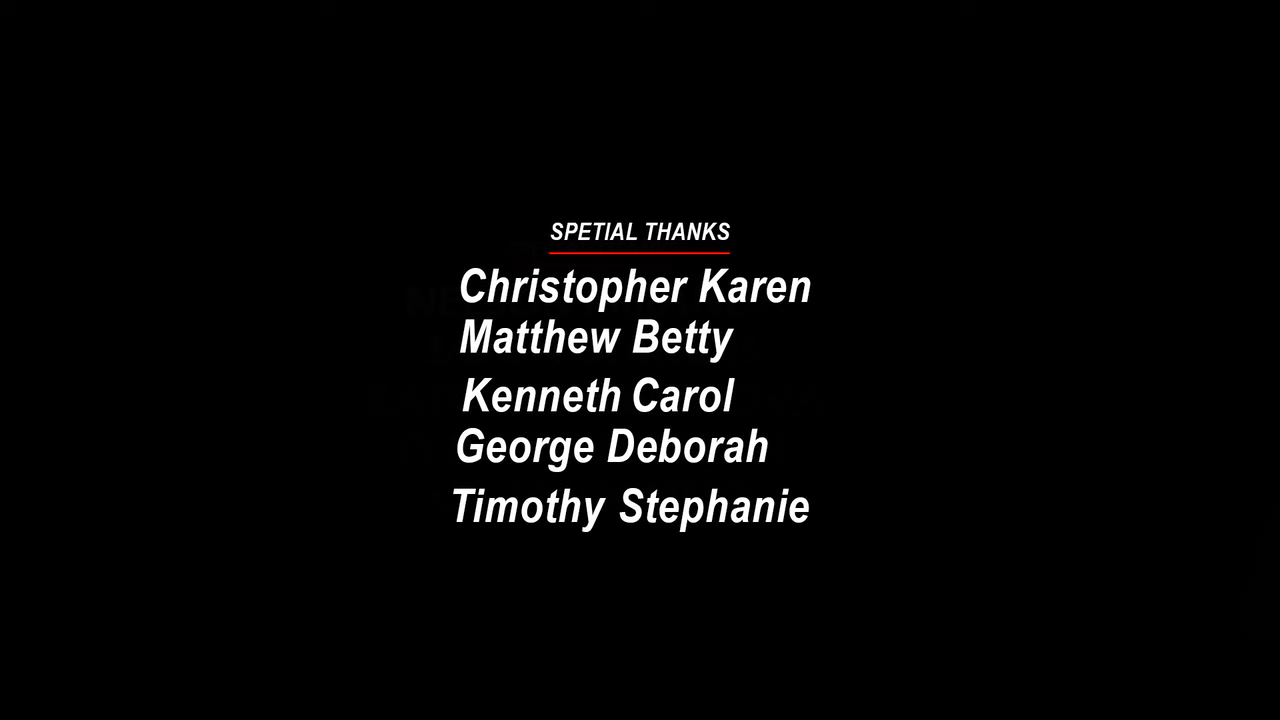 SPETIAL THANKS
Christopher Karen
Matthew Betty
Kenneth Carol
George Deborah
Timothy Stephanie